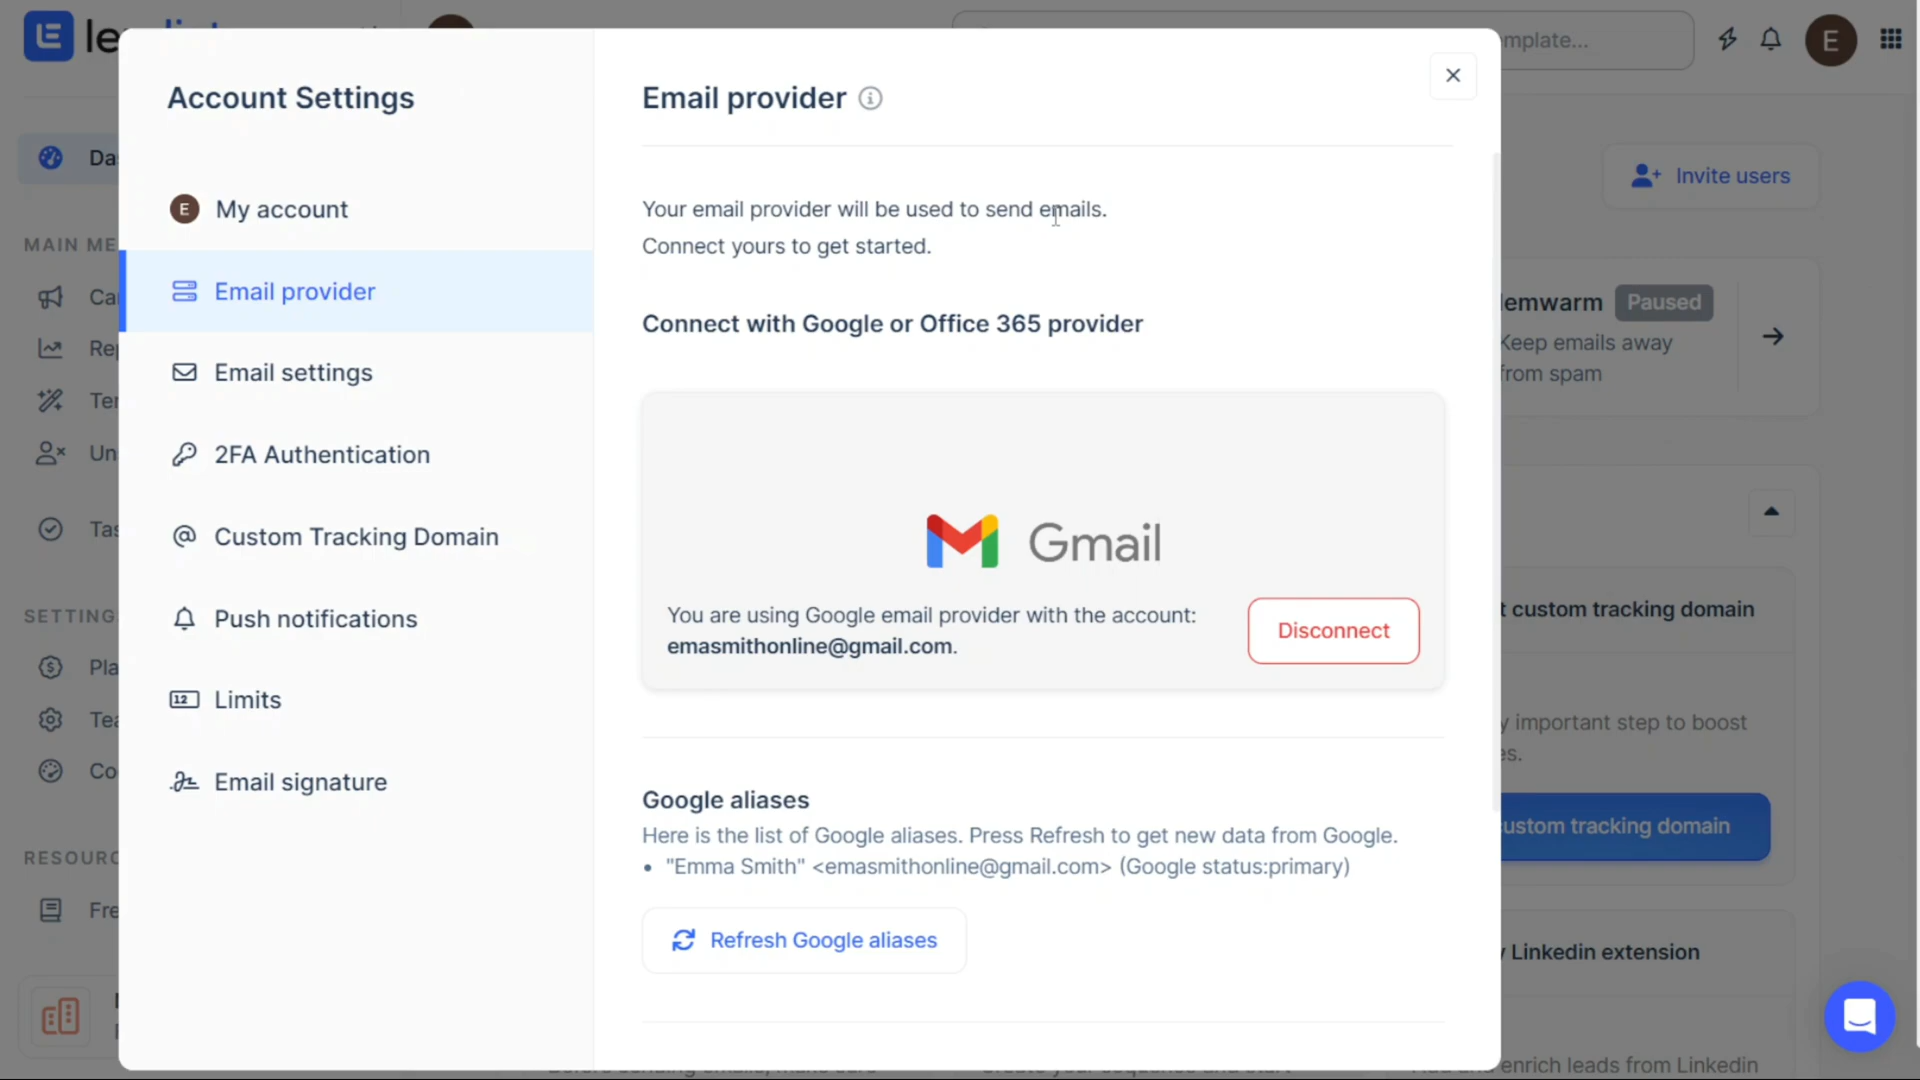 Account Settings
E My account
Email provider
Email settings
2FA Authentication
Custom Tracking Domain
Push notifications
12 Limits
Email signature
Email provider
Your email provider will be used to send emails.
Connect yours to get started.
Connect with Google or Office 365 provider
Gmail
You are using Google email provider with the account:
emasmithonline@gmail.com.
Disconnect
Google aliases
Here is the list of Google aliases. Press Refresh to get new data from Google.
• "Emma Smith" <emasmithonline@gmail.com> (Google status:primary)
Refresh Google aliases
MAIN ME
SETTING
RESOURC
E
Invite users
lemwarm Paused
Keep emails away
from spam
custom tracking domain
important step to boost
custom tracking domain
Linkedin extension
enrich leads from Linkedin